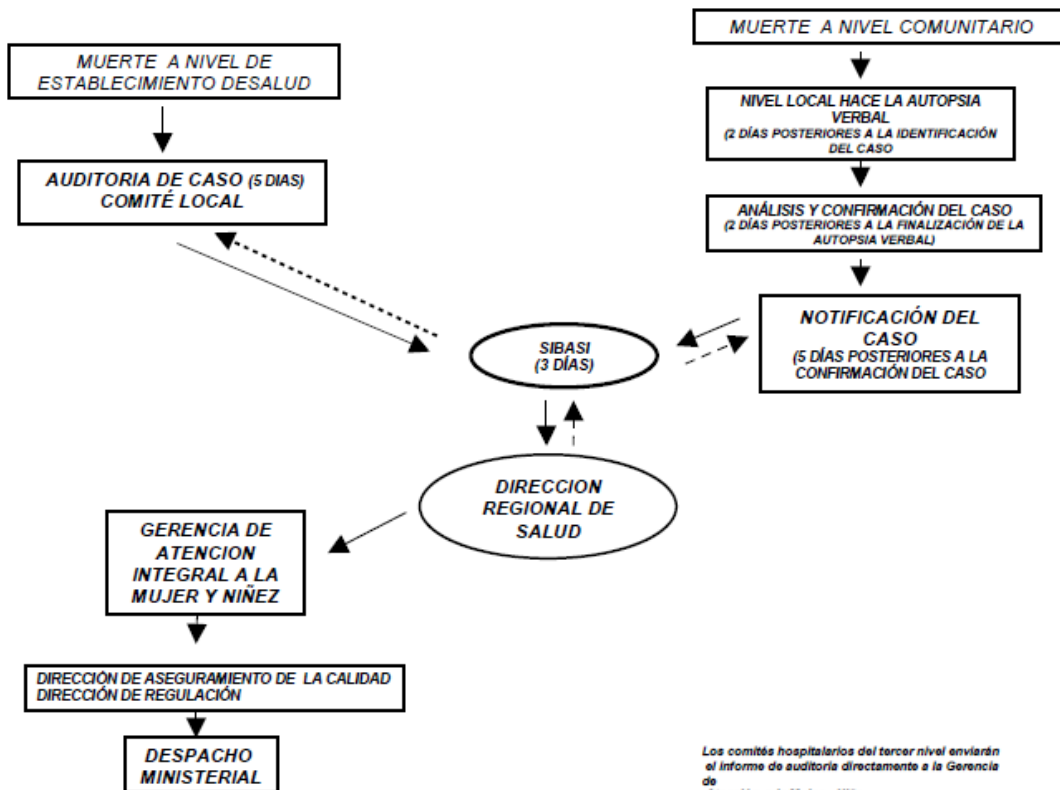 MUERTE A NIVEL DE
ESTABLECIMIENTO DESALUD
AUDITORIA DE CASO (5 DIAS)
COMITÉ LOCAL
MUERTE A NIVEL COMUNITARIO
NIVEL LOCAL HACE LA AUTOPSIA
VERBAL
(2 DÍAS POSTERIORES A LA IDENTIFICACIÓN
DEL CASO
ANÁLISIS Y CONFIRMACIÓN DEL CASO
(2 DÍAS POSTERIORES A LA FINALIZACIÓN DE LA
AUTOPSIA VERBAL)
NOTIFICACIÓN DEL
CASO
(5 DÍAS POSTERIORES A LA
CONFIRMACIÓN DEL CASO
SIBASI
(3 DÍAS)
DIRECCION
REGIONAL DE
SALUD
GERENCIA DE
ATENCION
INTEGRAL A LA
MUJER Y NIÑEZ
DIRECCIÓN DE ASEGURAMIENTO DE LA CALIDAD
DIRECCIÓN DE REGULACIÓN
DESPACHO
MINISTERIAL
Los comités hospitalarios del tercer nivel enviarán
el informe de auditoria directamente a la Gerencia
de